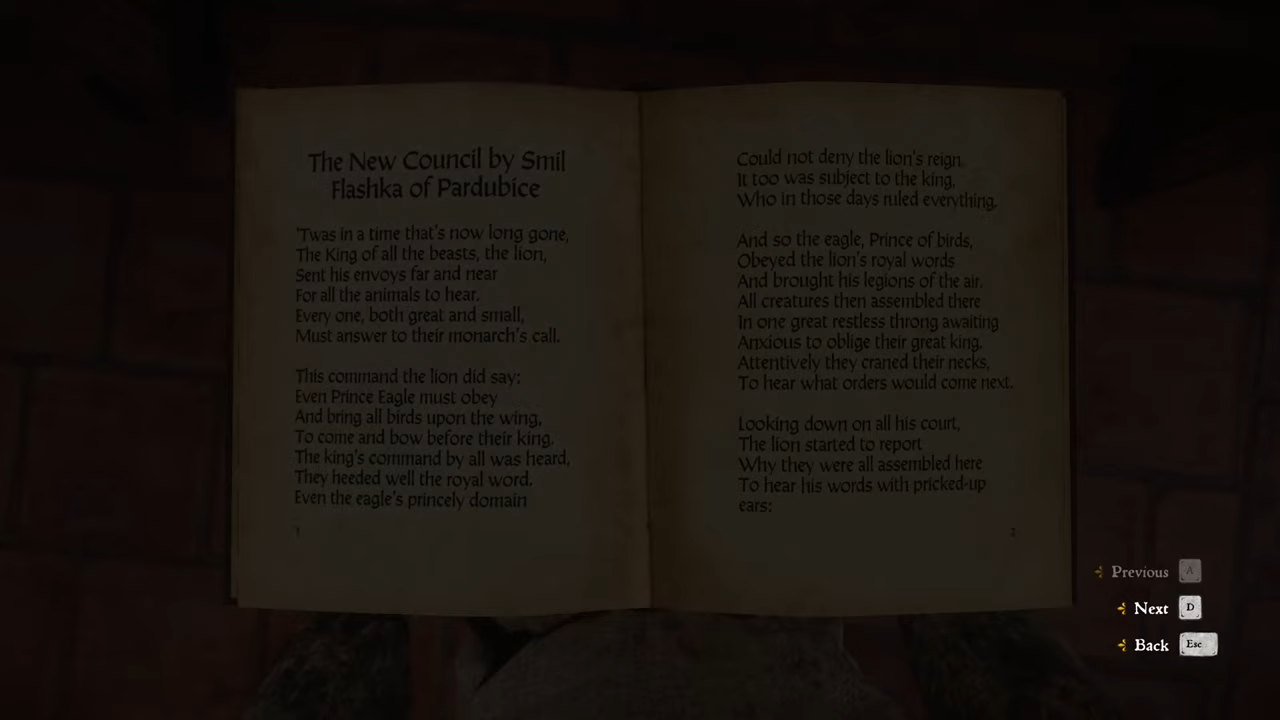 The New Council by Smil
Flashka of Pardubice
'Twas in a time that's now long gone,
The King of all the beasts, the lion,
Sent his envoys far and near
For all the animals to hear.
Every one, both great and small,
Must answer to their monarch's call.
This command the lion did say:
Even Prince Eagle must obey
And bring all birds upon the wing,
To come and bow before their king.
The king's command by all was heard,
They heeded well the royal word.
Even the eagle's princely domain
1
Could not deny the lion's reign.
It too was subject to the king,
Who in those days ruled everything.
And so the eagle, Prince of birds,
Obeyed the lion's royal words
And brought his legions of the air.
All creatures then assembled there
In one great restless throng awaiting
Anxious to oblige their great king.
Attentively they craned their necks,
To hear what orders would come next.
Looking down on all his court,
The lion started to report
Why they were all assembled here
To hear his words with pricked-up
ears:
2
Previous A
Next D
Back Esc